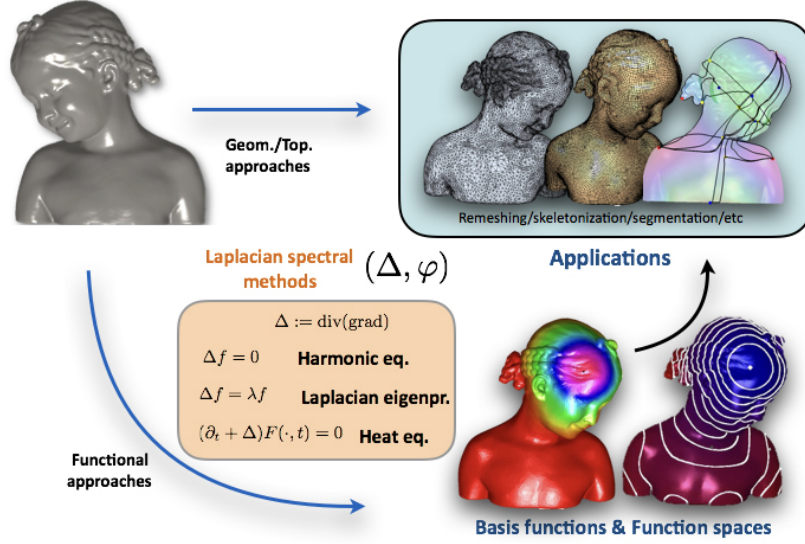 Geom./Top.
approaches
Remeshing/skeletonization/segmentation/etc
Applications
Laplacian spectral
methods
(Δ, φ)
Δ := div(grad)
Δf = 0 Harmonic eq.
Δf = λf Laplacian eigenpr.
(∂ₜ + Δ)F(·, t) = 0 Heat eq.
Functional
approaches
Basis functions & Function spaces